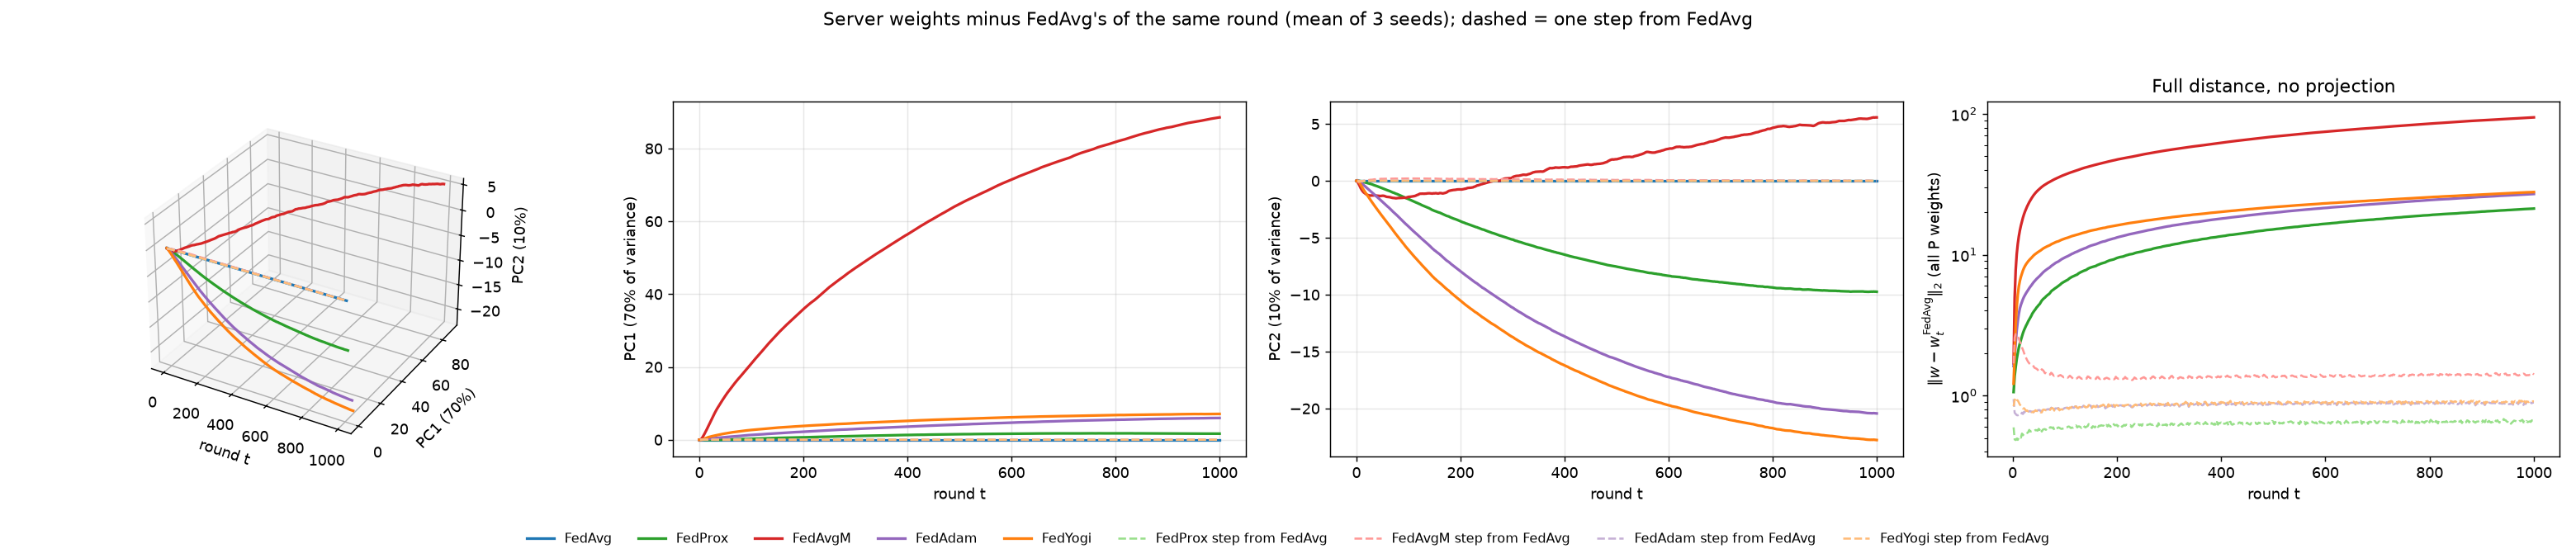 Server weights minus FedAvg's of the same round (mean of 3 seeds); dashed = one step from FedAvg
0
200
400
600
800
1000
round t
0
20
40
60
80
PC1 (70%)
5
0
−5
−10
−15
−20
PC2 (10%)
80
60
40
20
0
PC1 (70% of variance)
0 200 400 600 800 1000
round t
5
0
−5
−10
−15
−20
PC2 (10% of variance)
0 200 400 600 800 1000
round t
Full distance, no projection
10²
10¹
10⁰
‖w − wₜFedAvg‖₂ (all P weights)
0 200 400 600 800 1000
round t
FedAvg FedProx FedAvgM FedAdam FedYogi FedProx step from FedAvg FedAvgM step from FedAvg FedAdam step from FedAvg FedYogi step from FedAvg